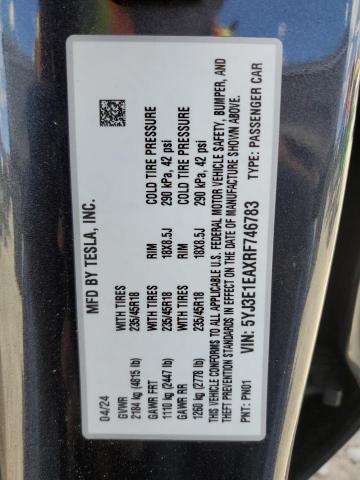 MFD BY TESLA, INC.
04/24
GVWR WITH TIRES RIM COLD TIRE PRESSURE
2184 kg (4815 lb) 235/45R18 18X8.5J 290 kPa, 42 psi
GAWR FRT WITH TIRES RIM COLD TIRE PRESSURE
1110 kg (2447 lb) 235/45R18 18X8.5J 290 kPa, 42 psi
GAWR RR
1260 kg (2778 lb) 235/45R18
THIS VEHICLE CONFORMS TO ALL APPLICABLE U.S. FEDERAL MOTOR VEHICLE SAFETY, BUMPER, AND
THEFT PREVENTION STANDARDS IN EFFECT ON THE DATE OF MANUFACTURE SHOWN ABOVE.
VIN: 5YJ3E1EAXRF746783
PNT: PN01 TYPE: PASSENGER CAR